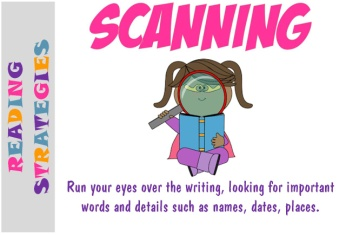 SCANNING
READING
STRATEGIES
Run your eyes over the writing, looking for important
words and details such as names, dates, places.